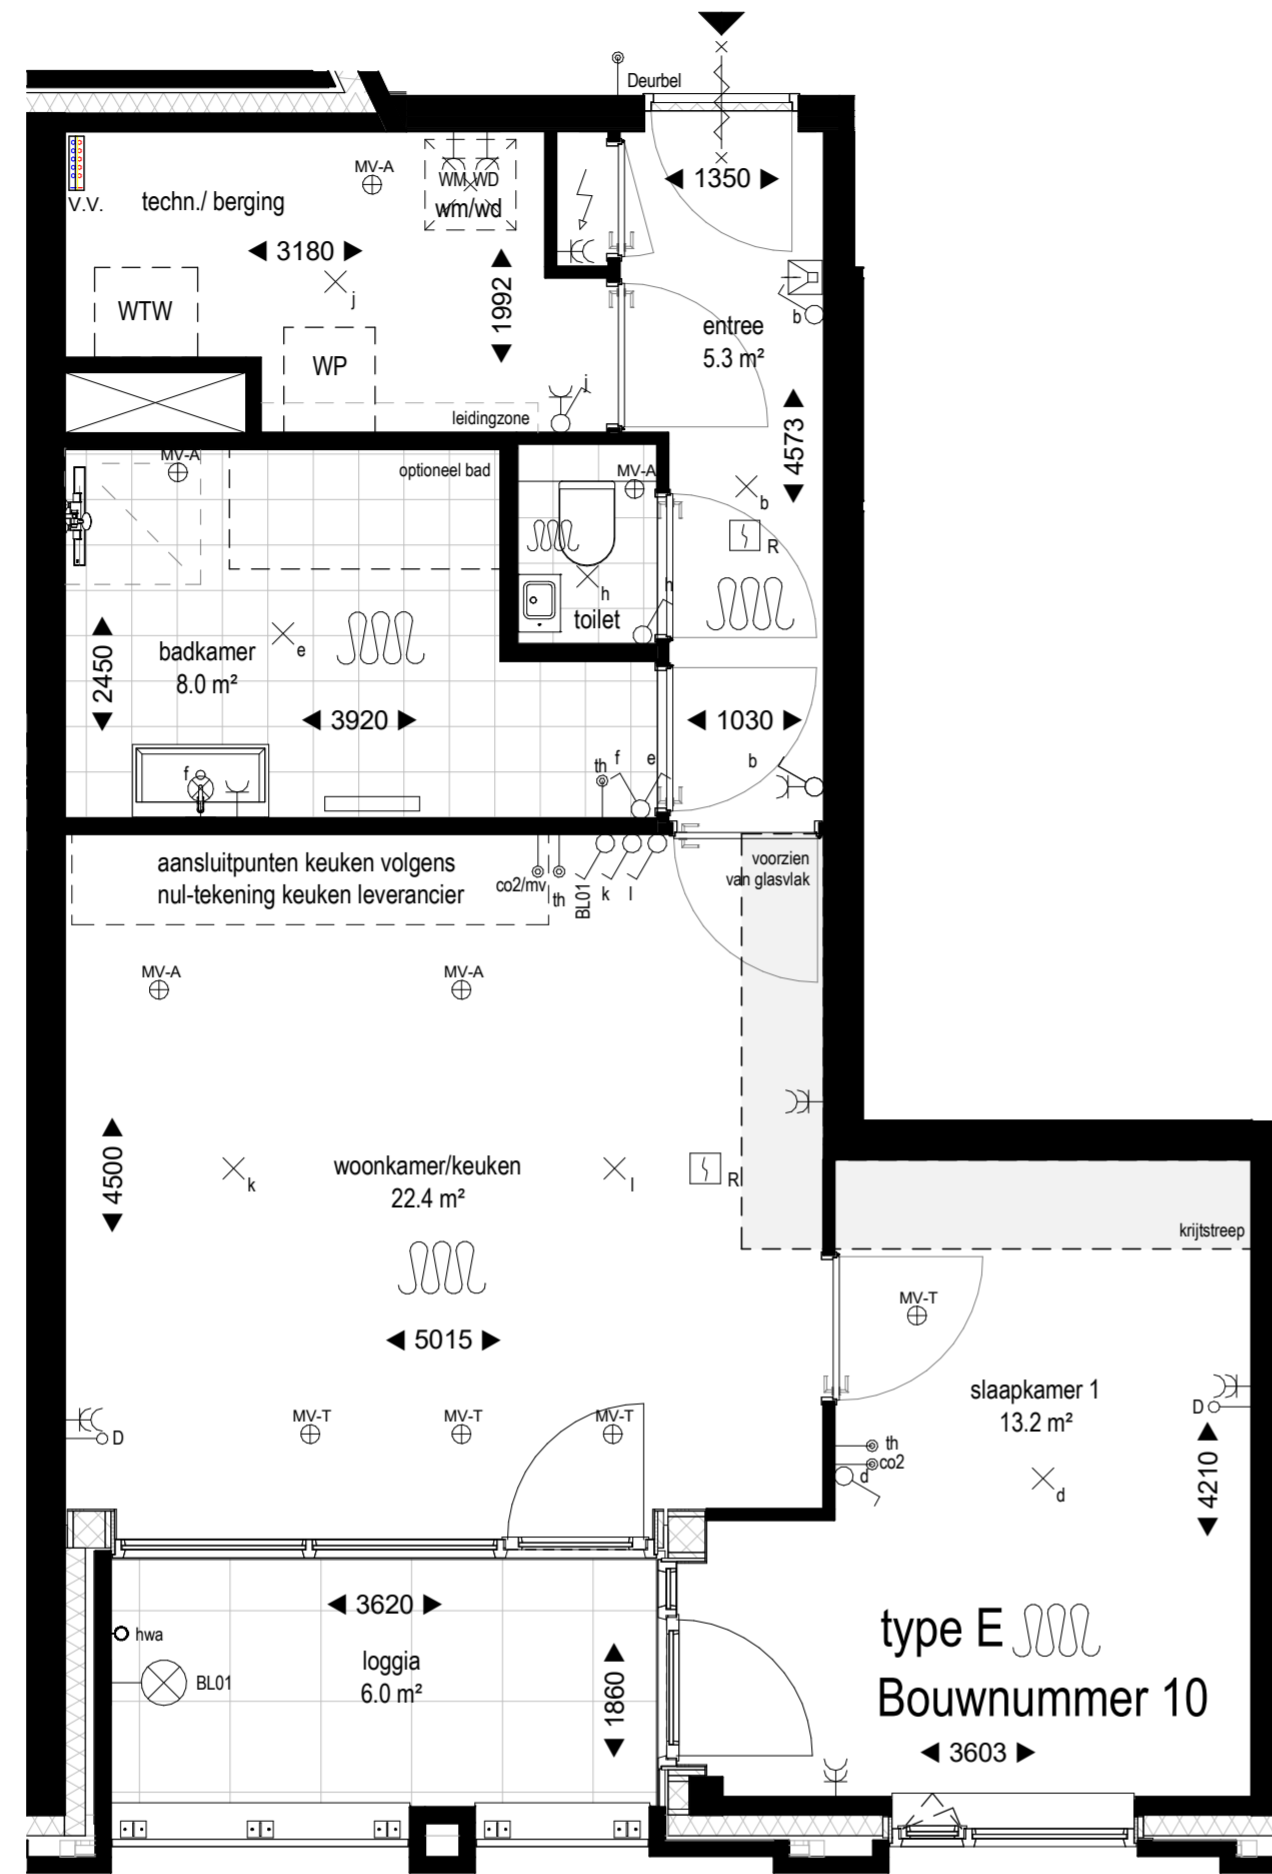 Deurbel
1350
MV-A
WM WD
wm/wd
V.V.
techn./ berging
3180
j
1992
WTW
WP
leidingzone
j
entree
5.3 m²
b
4573
b
R
MV-A
optioneel bad
MV-A
h
h
toilet
badkamer
8.0 m²
e
2450
3920
1030
f
th
f
e
b
aansluitpunten keuken volgens
nul-tekening keuken leverancier
co2/mv
th
BL01
k
l
voorzien
van glasvlak
MV-A
MV-A
4500
k
woonkamer/keuken
22.4 m²
l
R
krijtstreep
5015
MV-T
D
MV-T
MV-T
MV-T
slaapkamer 1
13.2 m²
D
th
co2
d
d
4210
3620
hwa
loggia
6.0 m²
BL01
1860
type E
Bouwnummer 10
3603